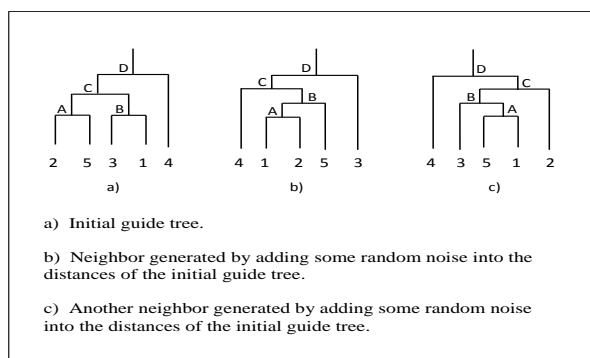 D
C
A
B
2 5 3 1 4
a)
D
C
B
A
4 1 2 5 3
b)
D
C
B
A
4 3 5 1 2
c)
a) Initial guide tree.
b) Neighbor generated by adding some random noise into the
distances of the initial guide tree.
c) Another neighbor generated by adding some random noise
into the distances of the initial guide tree.